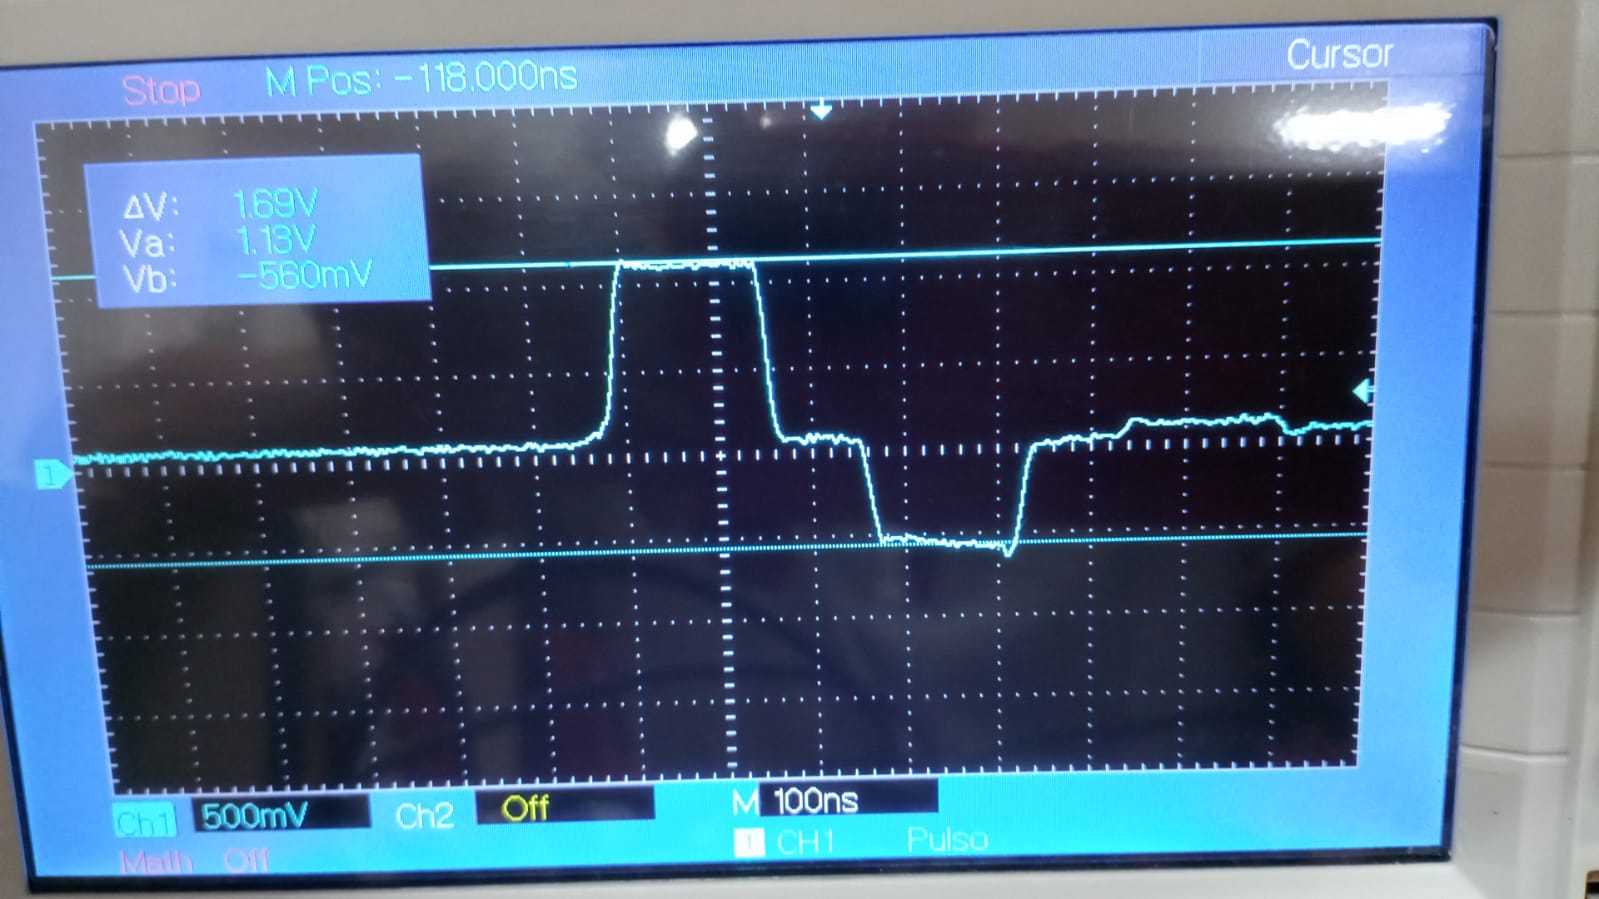 Stop M Pos: -118.000ns Cursor
ΔV: 1.69V
Va: 1.13V
Vb: -560mV
1
Ch1 500mV Ch2 Off M 100ns
1 CH1 Pulso
Math Off